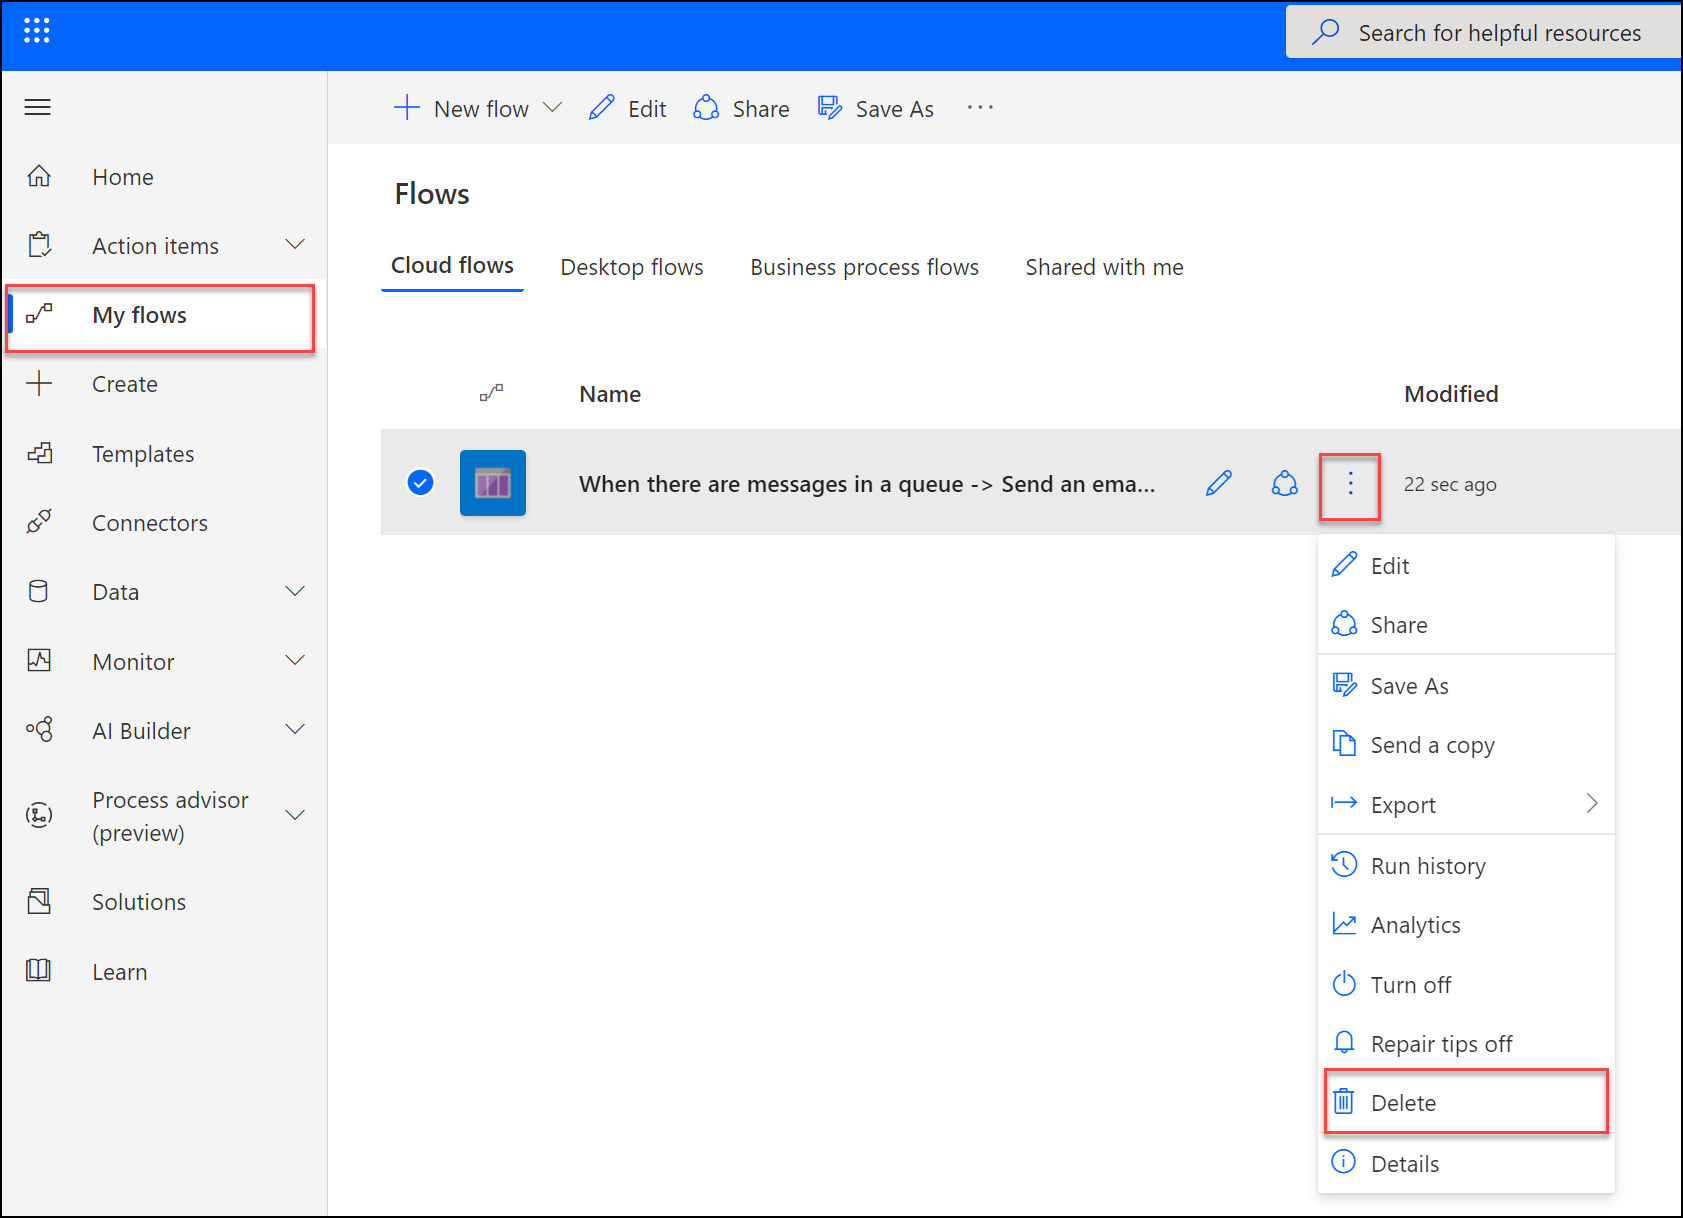 Search for helpful resources
New flow
Edit
Share
Save As
Home
Action items
My flows
Create
Templates
Connectors
Data
Monitor
AI Builder
Process advisor
(preview)
Solutions
Learn
Flows
Cloud flows
Desktop flows
Business process flows
Shared with me
Name
Modified
When there are messages in a queue -> Send an ema...
22 sec ago
Edit
Share
Save As
Send a copy
Export
Run history
Analytics
Turn off
Repair tips off
Delete
Details